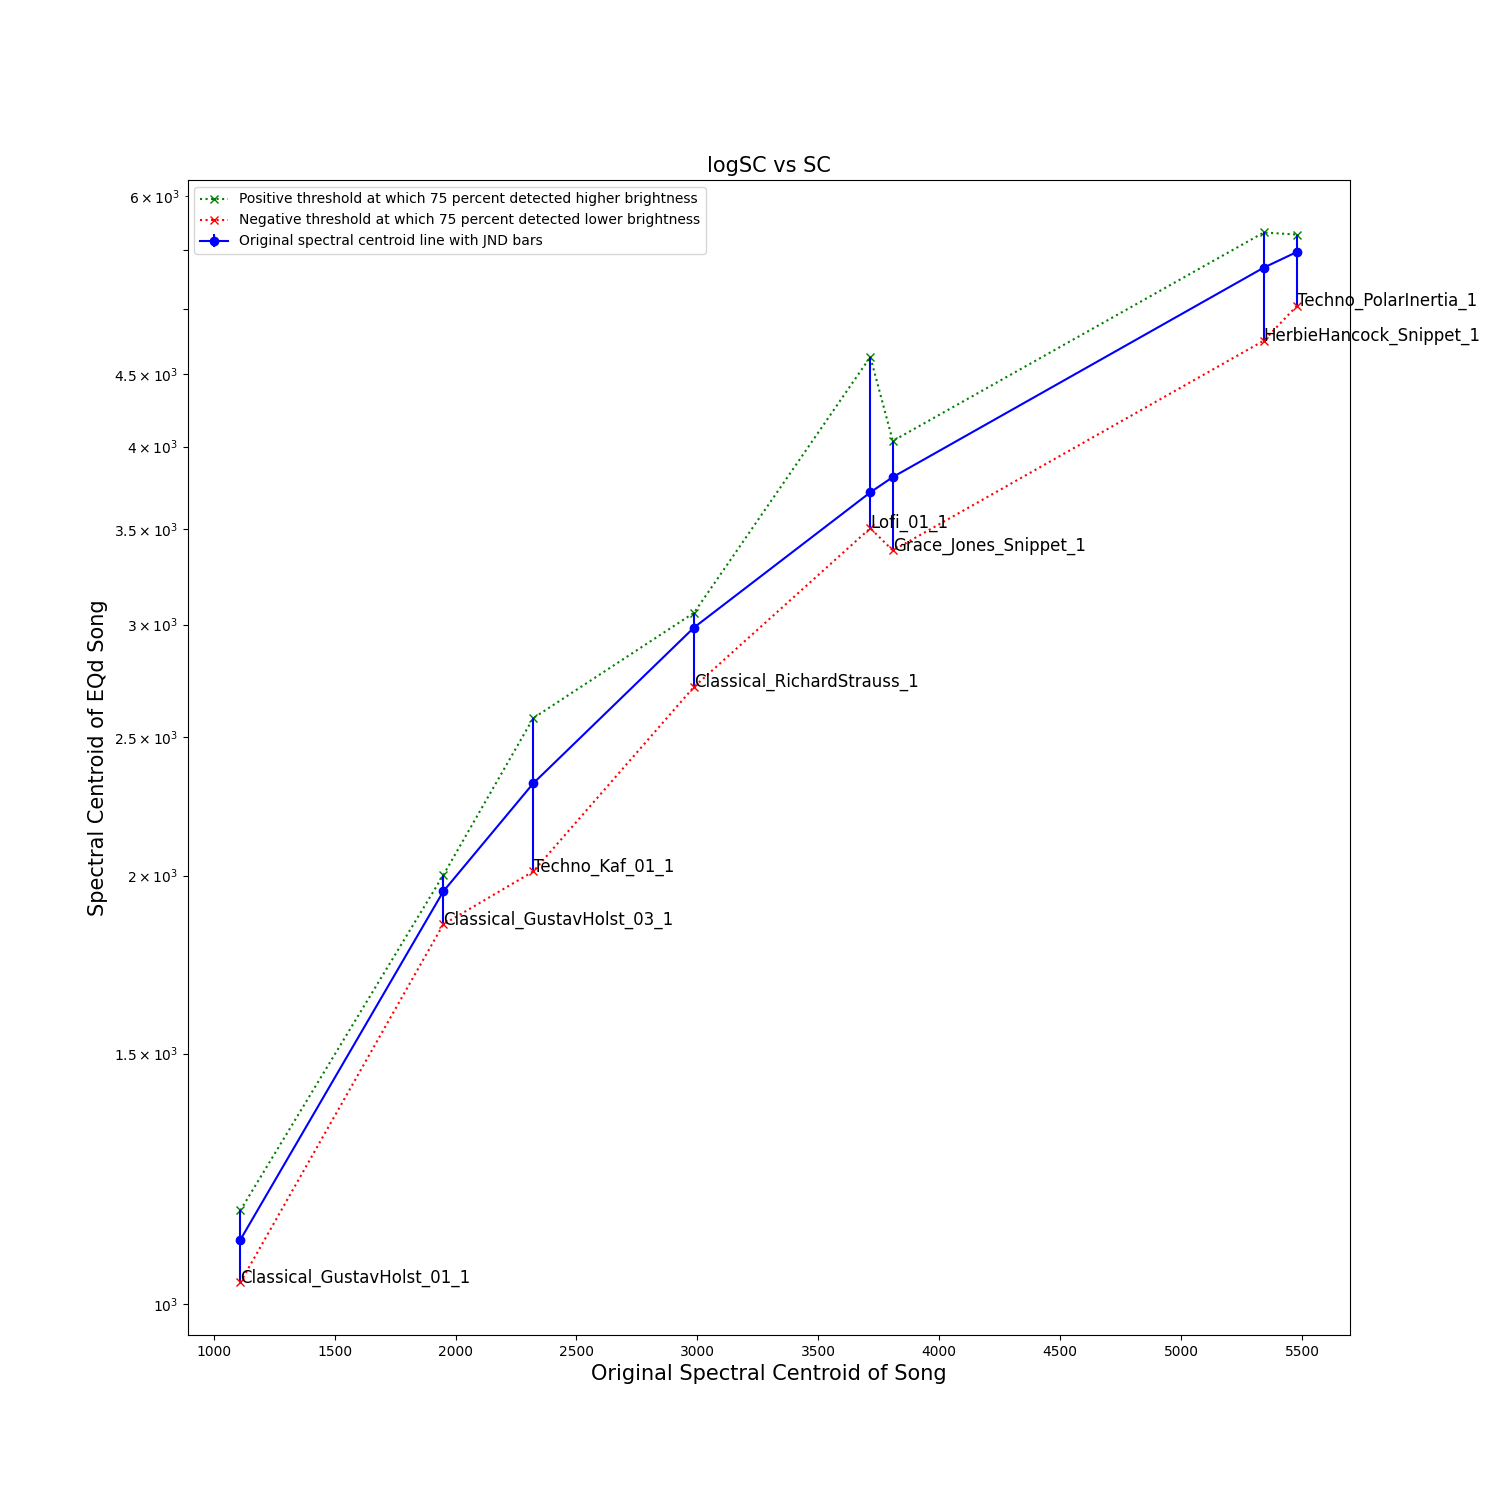 logSC vs SC
Positive threshold at which 75 percent detected higher brightness
Negative threshold at which 75 percent detected lower brightness
Original spectral centroid line with JND bars
6 × 10³
4.5 × 10³
4 × 10³
3.5 × 10³
3 × 10³
2.5 × 10³
2 × 10³
1.5 × 10³
10³
Spectral Centroid of EQd Song
Techno_PolarInertia_1
HerbieHancock_Snippet_1
Lofi_01_1
Grace_Jones_Snippet_1
Classical_RichardStrauss_1
Techno_Kaf_01_1
Classical_GustavHolst_03_1
Classical_GustavHolst_01_1
1000 1500 2000 2500 3000 3500 4000 4500 5000 5500
Original Spectral Centroid of Song